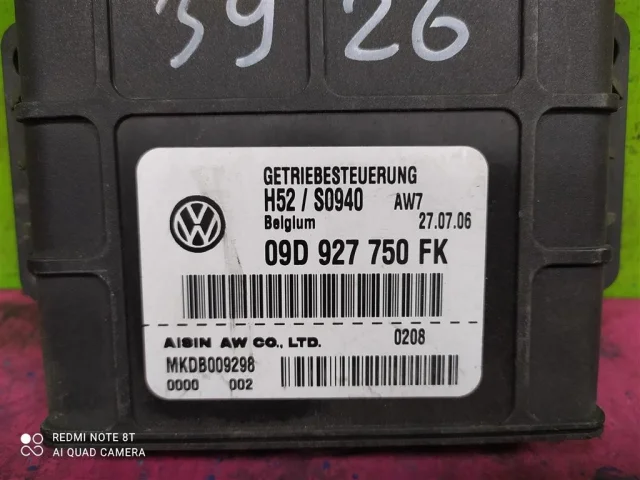 39 26
GETRIEBESTEUERUNG
H52 / S0940 AW7
Belgium 27.07.06
09D 927 750 FK
AISIN AW CO., LTD. 0208
MKDB009298
0000 002
REDMI NOTE 8T
AI QUAD CAMERA